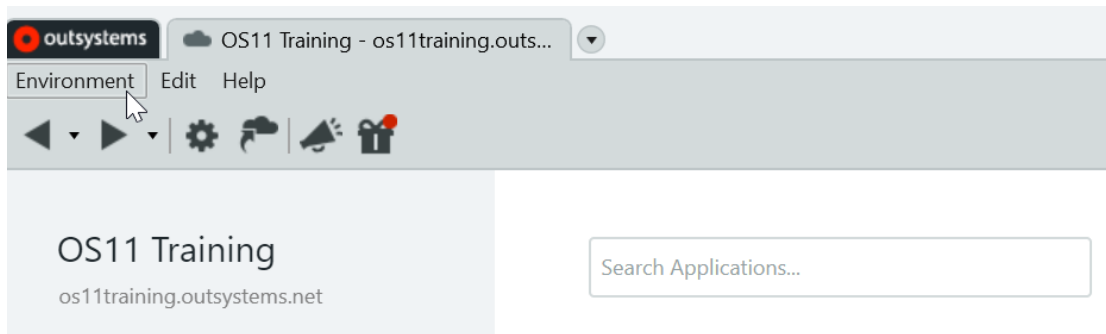 outsystems OS11 Training - os11training.outs...
Environment Edit Help
OS11 Training
Search Applications...
os11training.outsystems.net